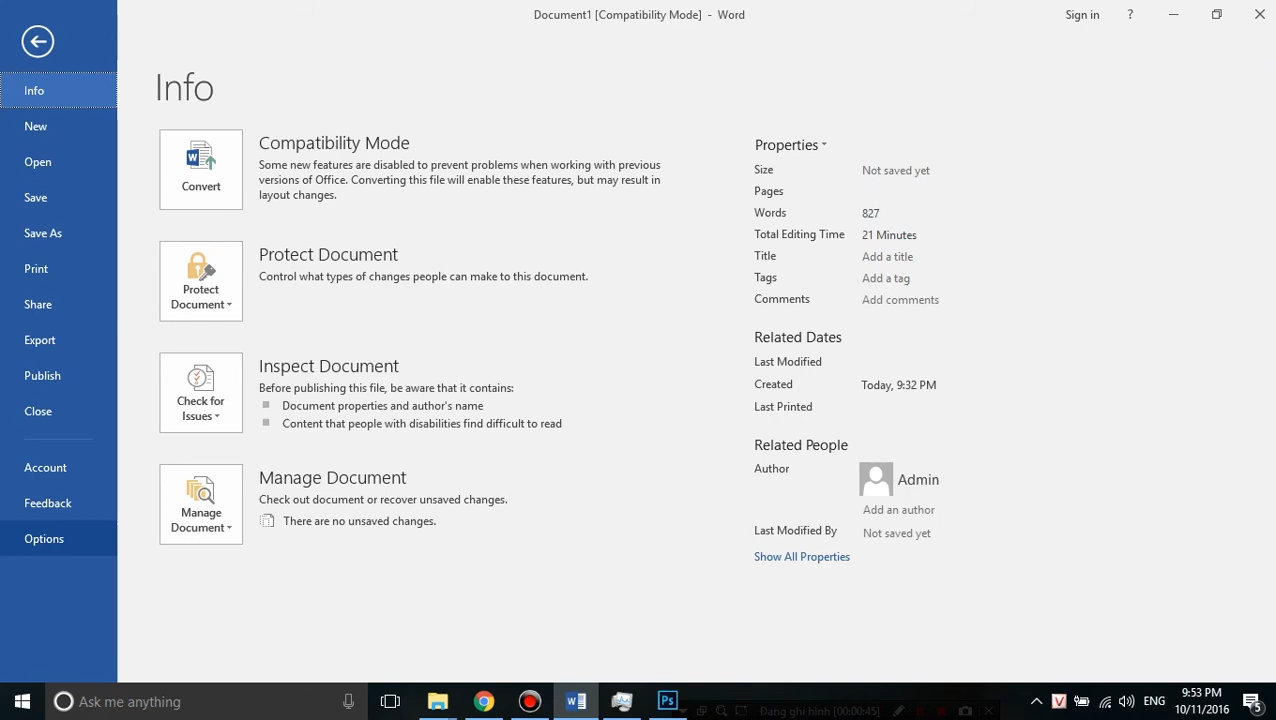 Document1 [Compatibility Mode] - Word
Sign in
?
Info
New
Open
Save
Save As
Print
Share
Export
Publish
Close
Account
Feedback
Options
Info
Convert
Compatibility Mode
Some new features are disabled to prevent problems when working with previous
versions of Office. Converting this file will enable these features, but may result in
layout changes.
Protect
Document
Protect Document
Control what types of changes people can make to this document.
Check for
Issues
Inspect Document
Before publishing this file, be aware that it contains:
Document properties and author's name
Content that people with disabilities find difficult to read
Manage
Document
Manage Document
Check out document or recover unsaved changes.
There are no unsaved changes.
Properties
Size Not saved yet
Pages
Words 827
Total Editing Time 21 Minutes
Title Add a title
Tags Add a tag
Comments Add comments
Related Dates
Last Modified
Created Today, 9:32 PM
Last Printed
Related People
Author Admin
Add an author
Last Modified By Not saved yet
Show All Properties
Ask me anything
Đang ghi hình [00:00:45]
ENG
9:53 PM
10/11/2016
5